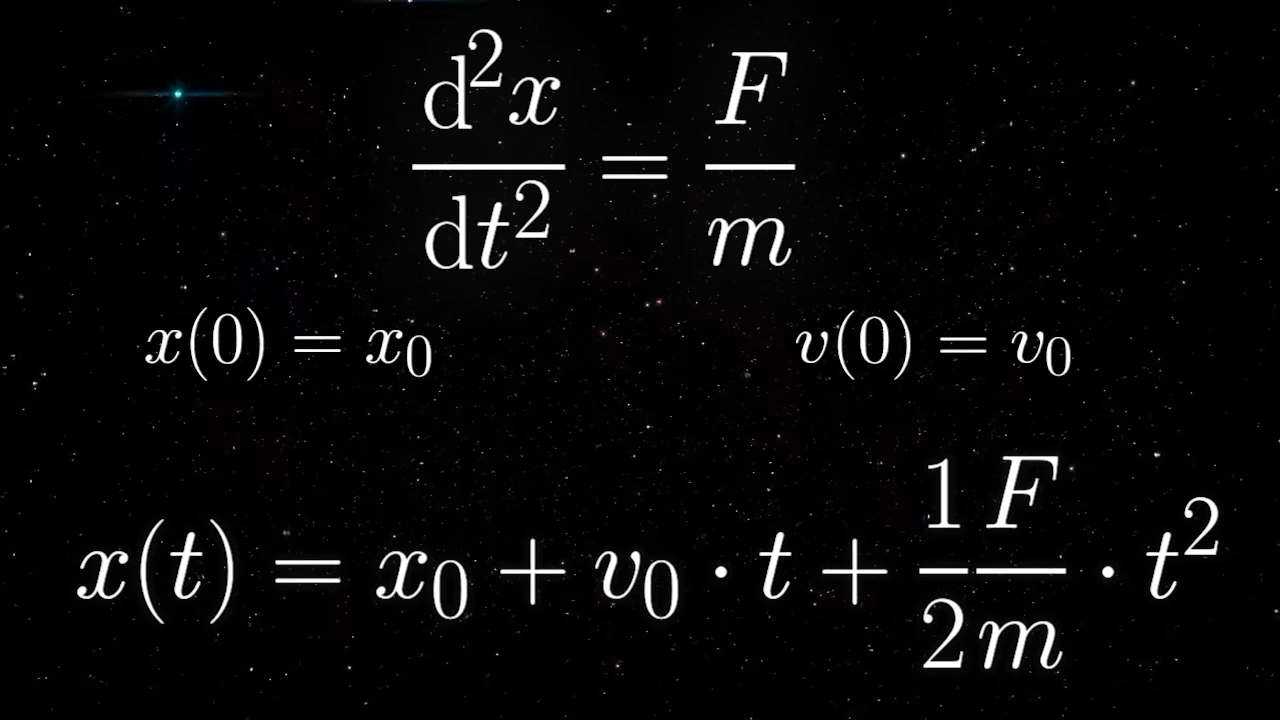 d²x/dt² = F/m
x(0) = x₀ v(0) = v₀
x(t) = x₀ + v₀ · t + 1/2 F/m · t²